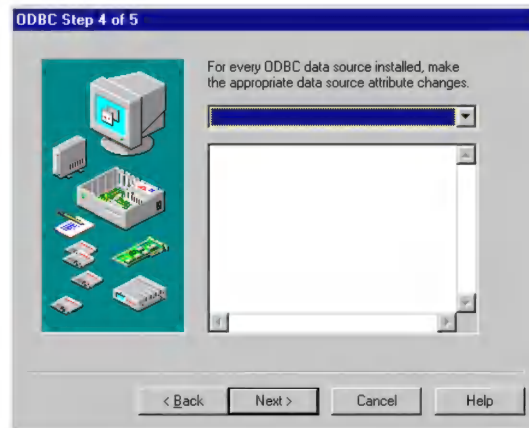 ODBC Step 4 of 5
For every ODBC data source installed, make
the appropriate data source attribute changes.
< Back
Next >
Cancel
Help